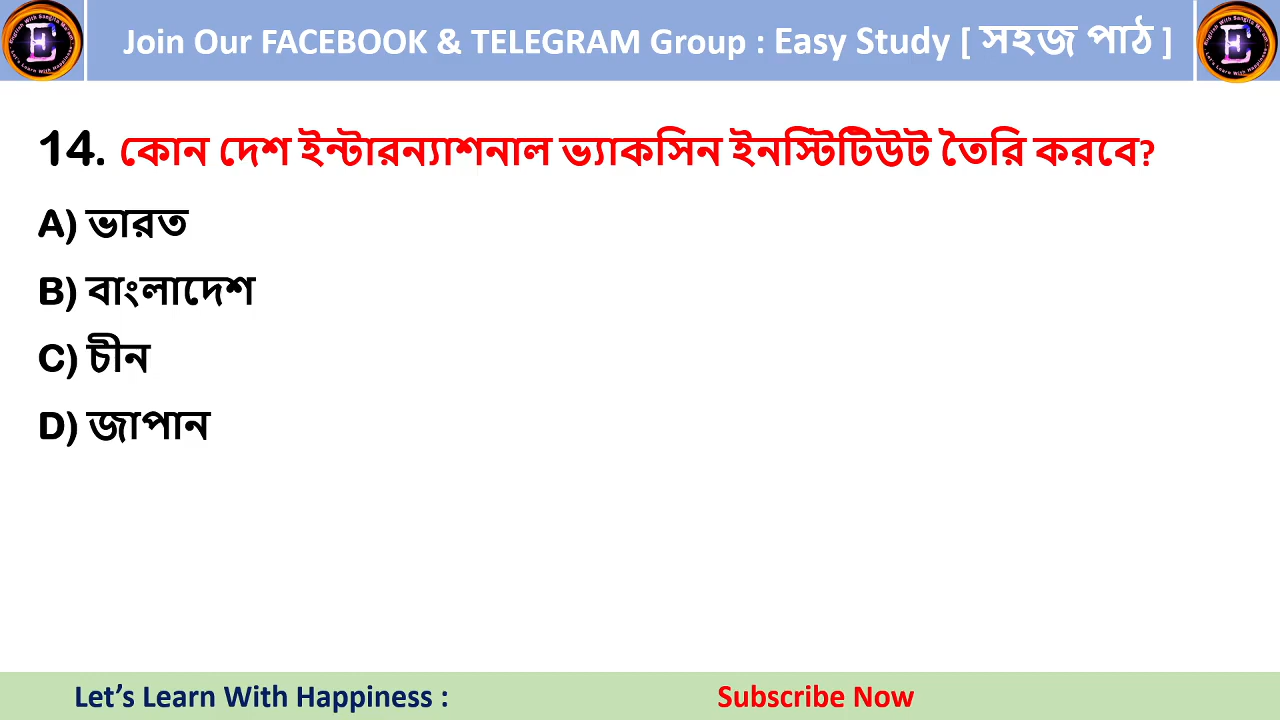 Join Our FACEBOOK & TELEGRAM Group : Easy Study [ সহজ পাঠ ]
14. কোন দেশ ইন্টারন্যাশনাল ভ্যাকসিন ইনস্টিটিউট তৈরি করবে?
A) ভারত
B) বাংলাদেশ
C) চীন
D) জাপান
Let's Learn With Happiness :
Subscribe Now